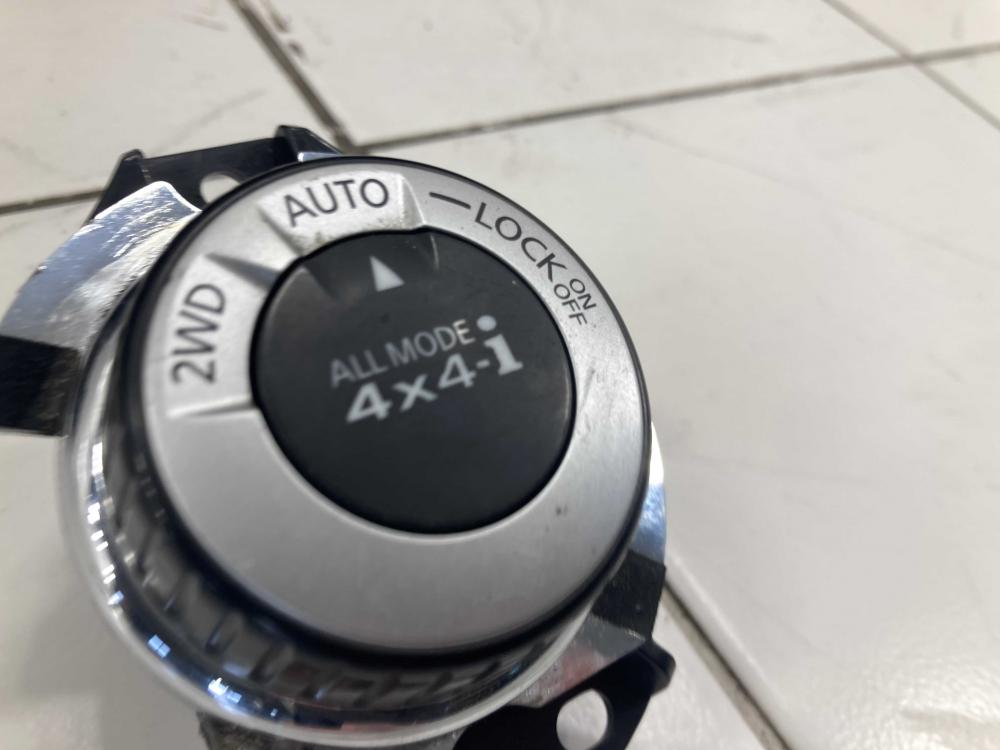 2WD
AUTO
LOCK
ON
OFF
ALL MODE
4x4-i